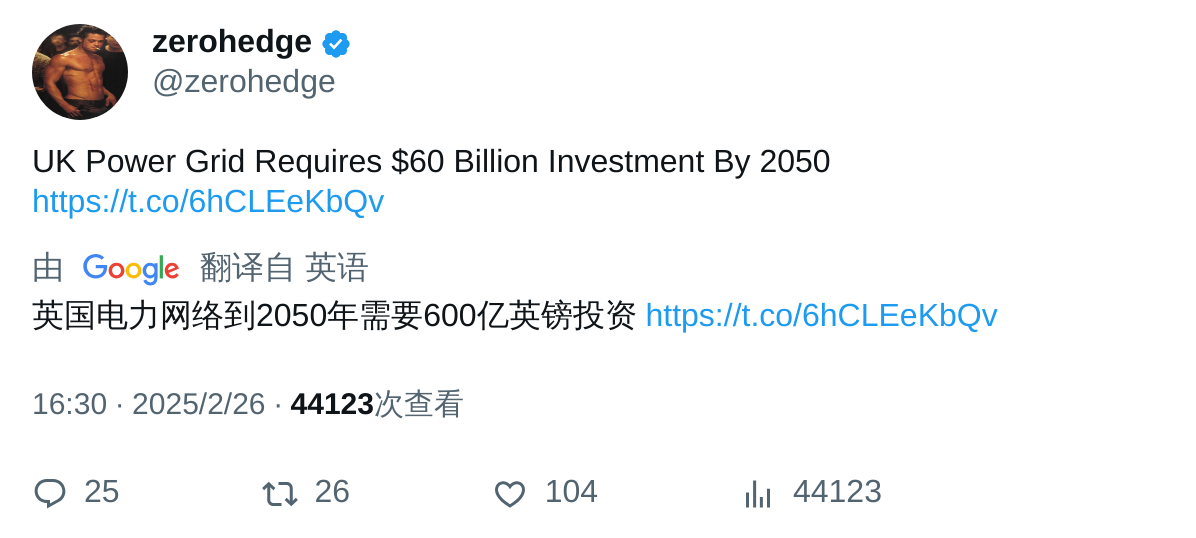 zerohedge
@zerohedge
UK Power Grid Requires $60 Billion Investment By 2050
https://t.co/6hCLEeKbQv
由 Google 翻译自 英语
英国电力网络到2050年需要600亿英镑投资 https://t.co/6hCLEeKbQv
16:30 · 2025/2/26 · 44123次查看
25 26 104 44123